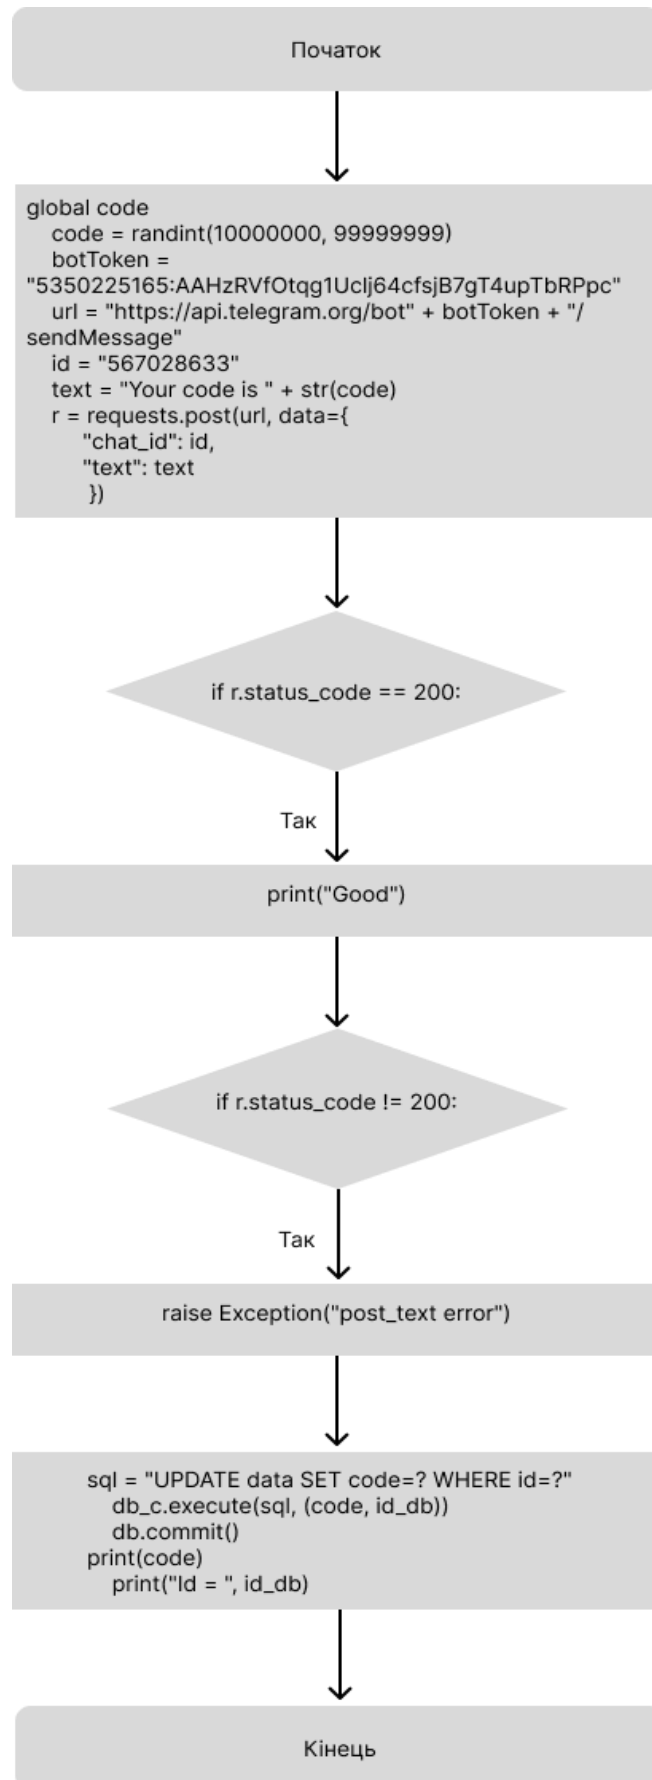 Початок
global code
code = randint(10000000, 99999999)
botToken =
"5350225165:AAHzRVfOtqg1UcIj64cfsjB7gT4upTbRPpc"
url = "https://api.telegram.org/bot" + botToken + "/
sendMessage"
id = "567028633"
text = "Your code is " + str(code)
r = requests.post(url, data={
"chat_id": id,
"text": text
})
if r.status_code == 200:
Так
print("Good")
if r.status_code != 200:
Так
raise Exception("post_text error")
sql = "UPDATE data SET code=? WHERE id=?"
db_c.execute(sql, (code, id_db))
db.commit()
print(code)
print("Id = ", id_db)
Кінець